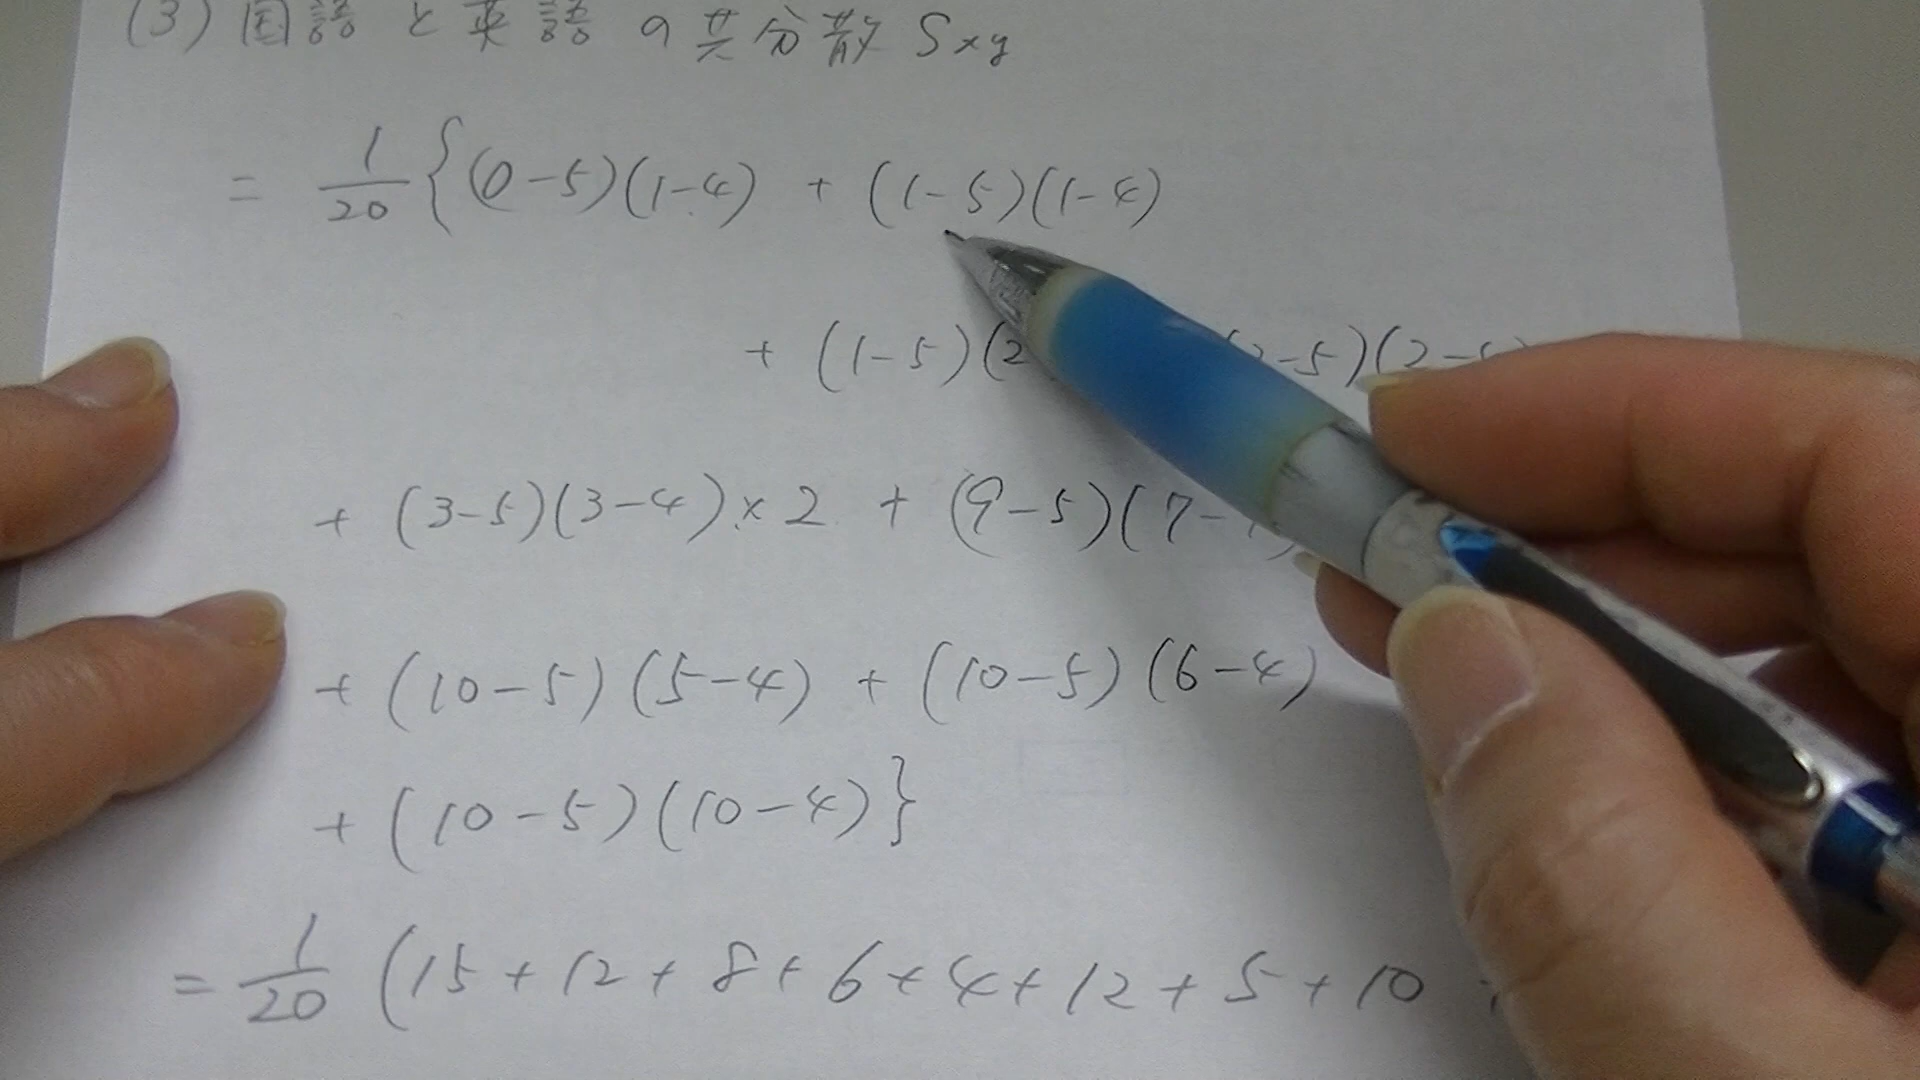 (3) 国語と英語の共分散 Sxy
= 1/20 {(0-5)(1-4) + (1-5)(1-4)
+ (1-5)(2 -5)(2-
+ (3-5)(3-4)×2 + (9-5)(7-
+ (10-5)(5-4) + (10-5)(6-4)
+ (10-5)(10-4)}
= 1/20 (15+12+8+6+4+12+5+10